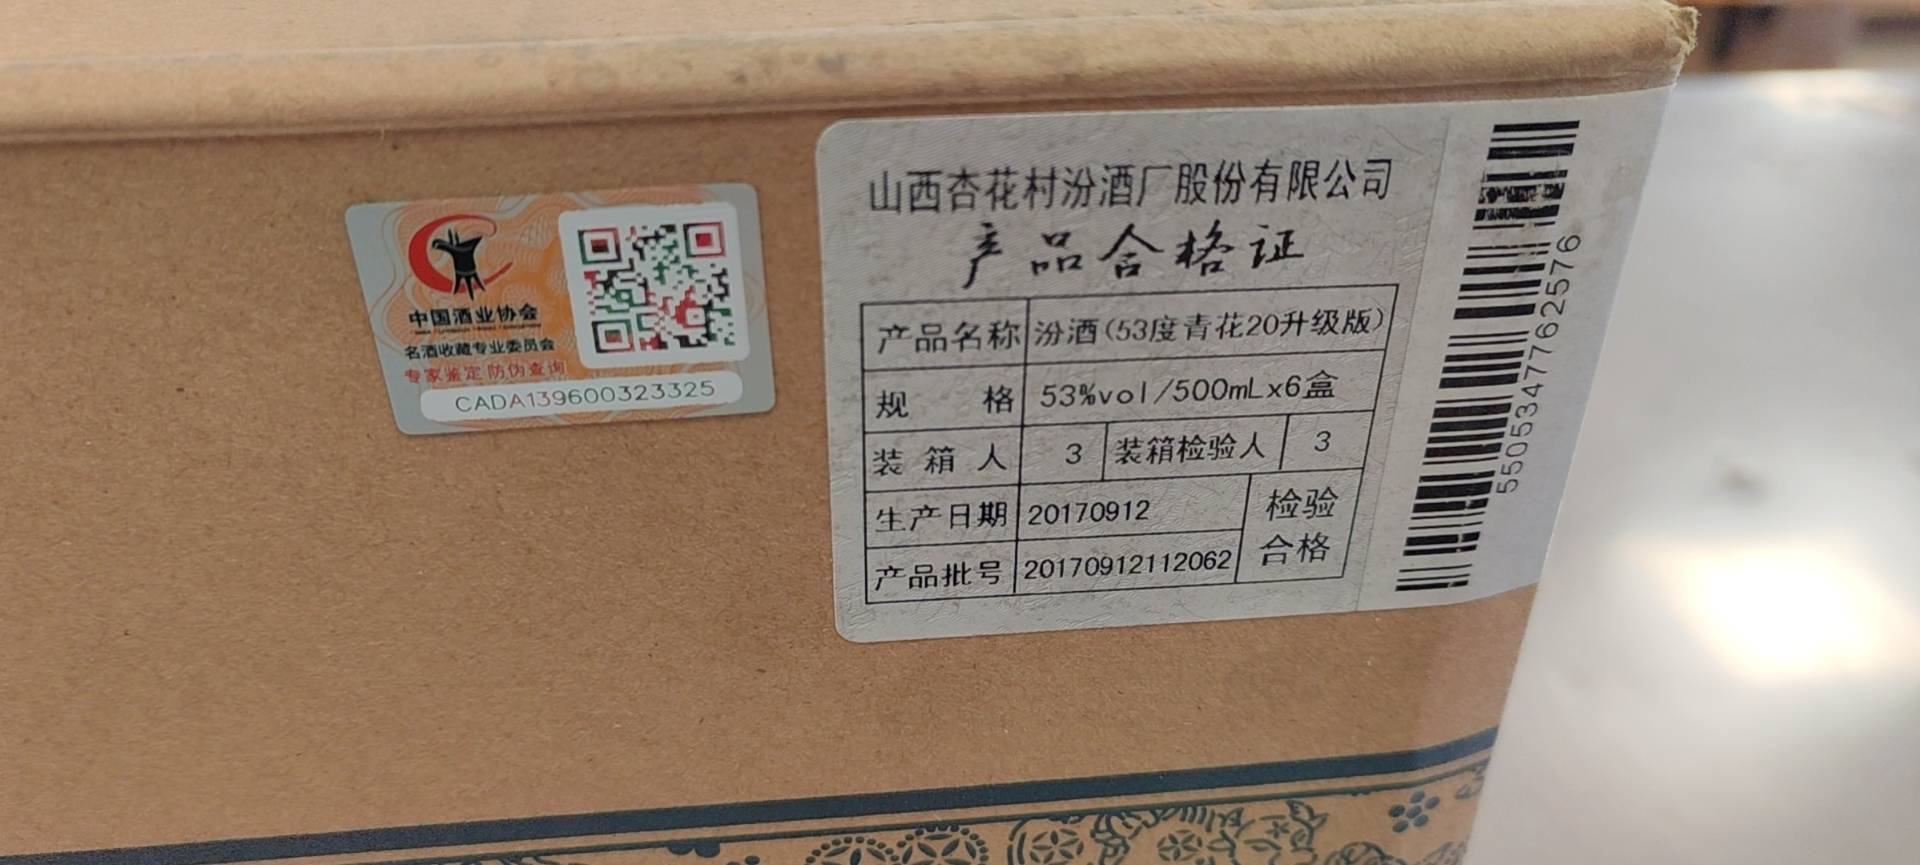 中国酒业协会
名酒收藏专业委员会
专家鉴定 防伪查询
CADA139600323325
山西杏花村汾酒厂股份有限公司
产品合格证
产品名称 汾酒(53度青花20升级版)
规 格 53%vol/500mLx6盒
装箱人 3 装箱检验人 3
生产日期 20170912 检验
产品批号 20170912112062 合格
5505347762576